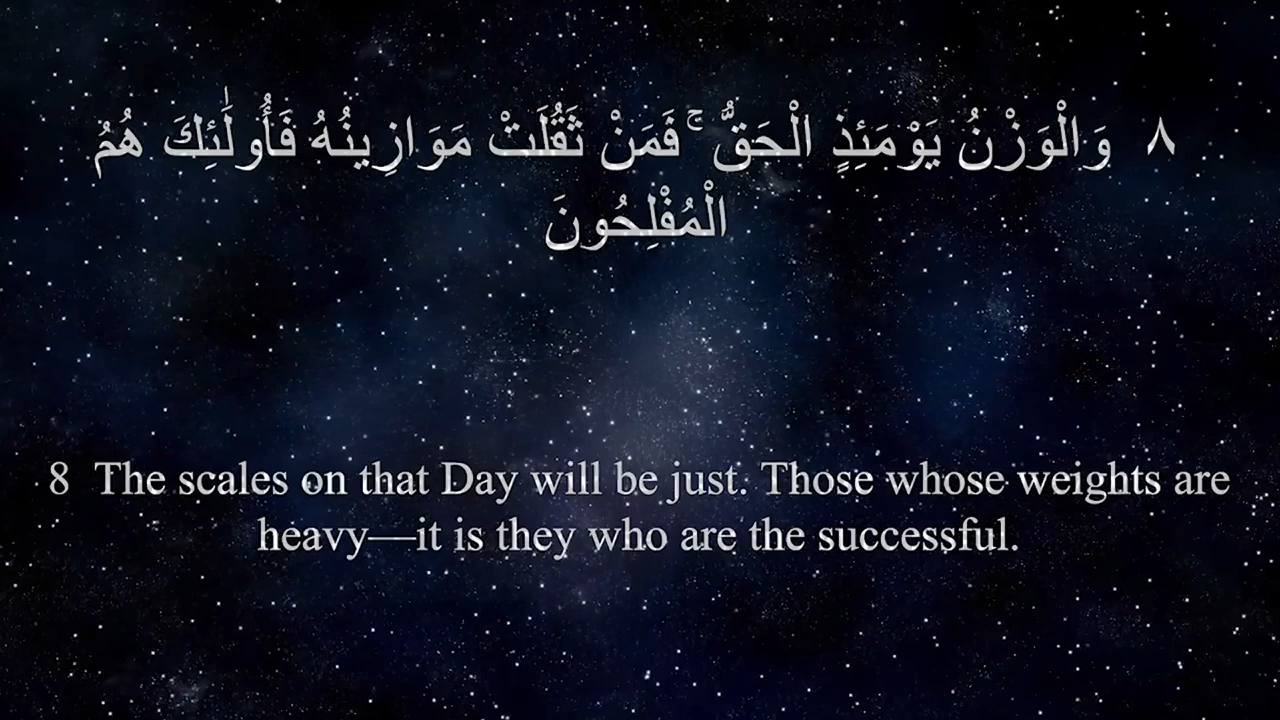 ٨ وَالْوَزْنُ يَوْمَئِذٍ الْحَقُّ ۚ فَمَنْ ثَقُلَتْ مَوَازِينُهُ فَأُولَٰئِكَ هُمُ
الْمُفْلِحُونَ
8 The scales on that Day will be just. Those whose weights are
heavy—it is they who are the successful.